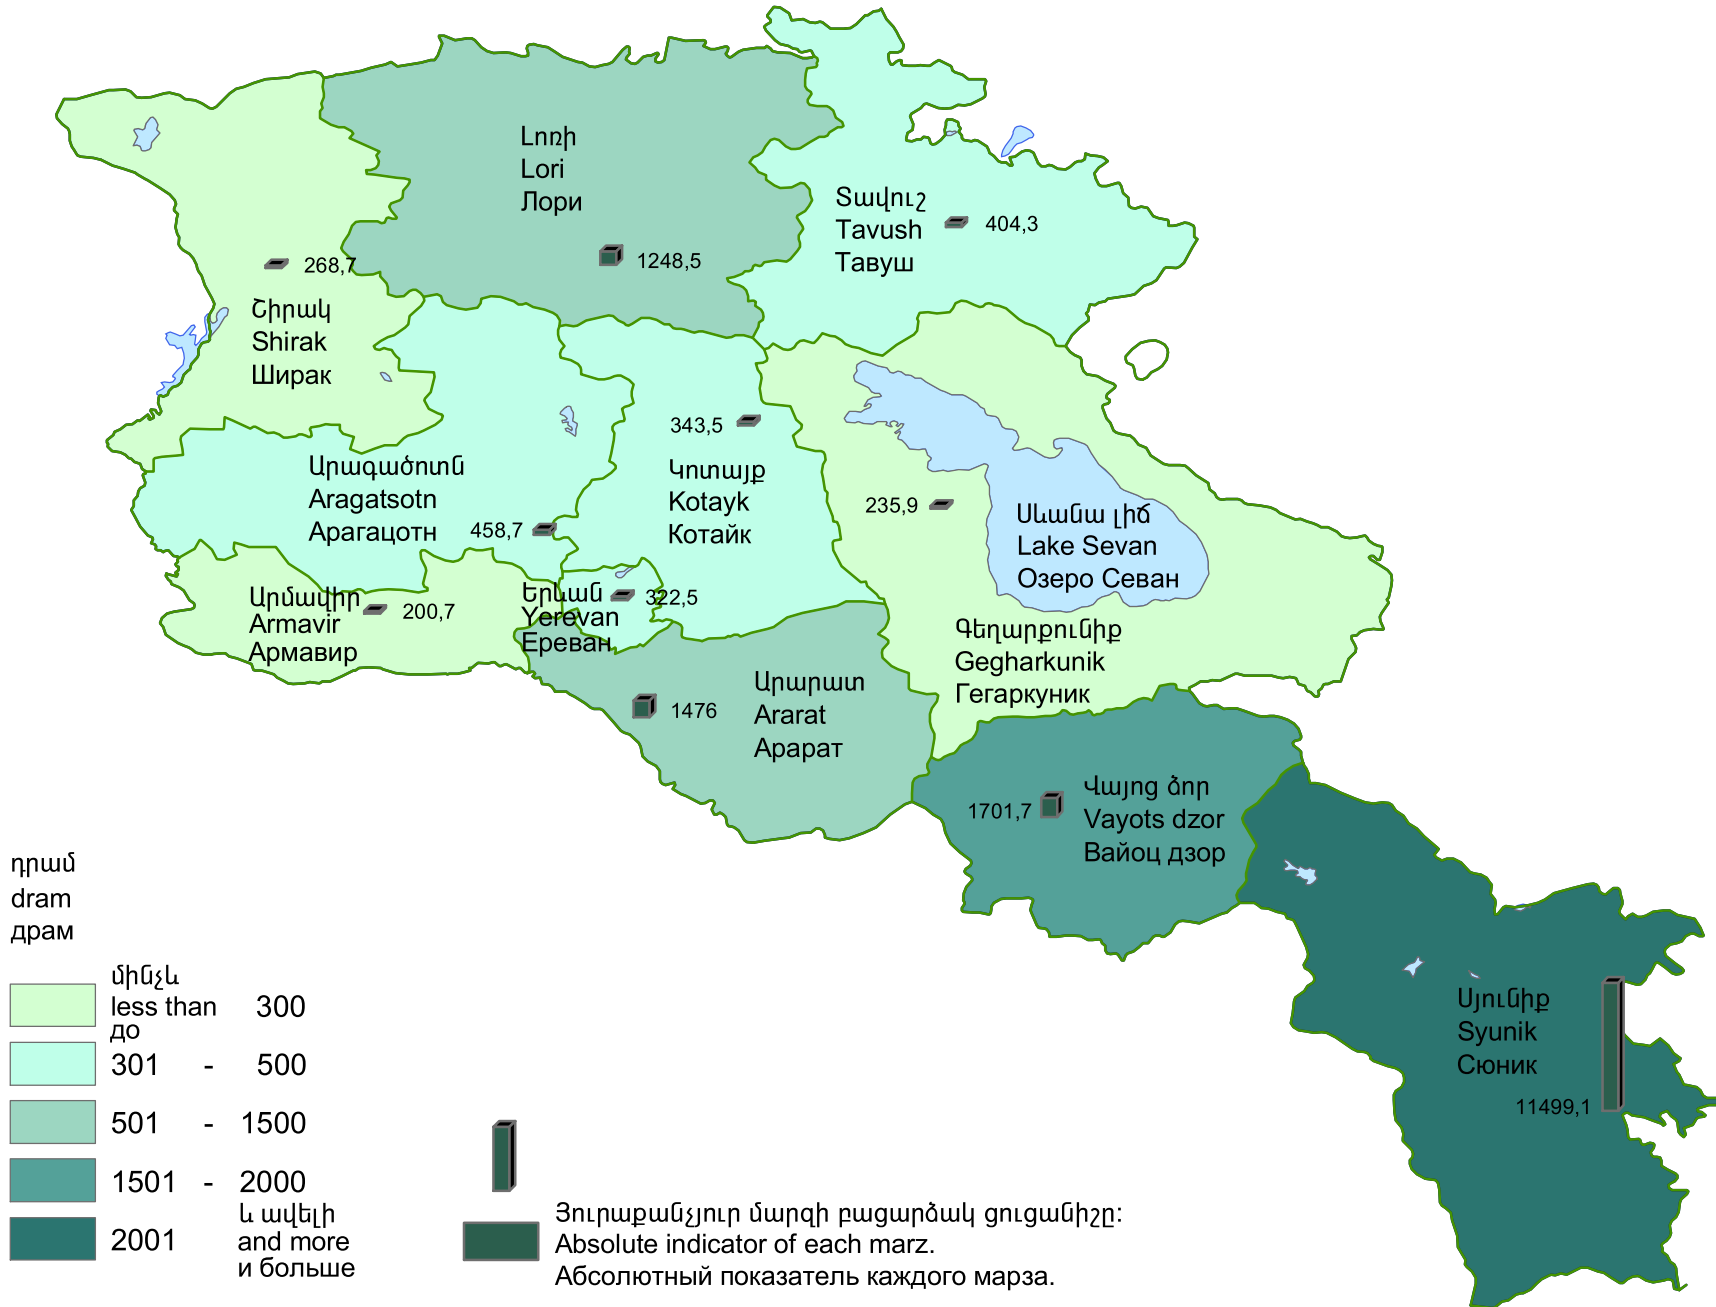 Լոռի
Lori
Лори
1248,5
Տավուշ
Tavush
Тавуш
404,3
268,7
Շիրակ
Shirak
Ширак
Արագածոտն
Aragatsotn
Арагацотн
458,7
343,5
Կոտայք
Kotayk
Котайк
235,9
Սևանա լիճ
Lake Sevan
Озеро Севан
Արմավիր
Armavir
Армавир
200,7
Երևան
Yerevan
Ереван
322,5
Գեղարքունիք
Gegharkunik
Гегаркуник
Արարատ
Ararat
Арарат
1476
1701,7
Վայոց ձոր
Vayots dzor
Вайоц дзор
Սյունիք
Syunik
Сюник
11499,1
դրամ
dram
драм
մինչև
less than 300
до
301 - 500
501 - 1500
1501 - 2000
և ավելի
2001 and more
и больше
Յուրաքանչյուր մարզի բացարձակ ցուցանիշը:
Absolute indicator of each marz.
Абсолютный показатель каждого марза.